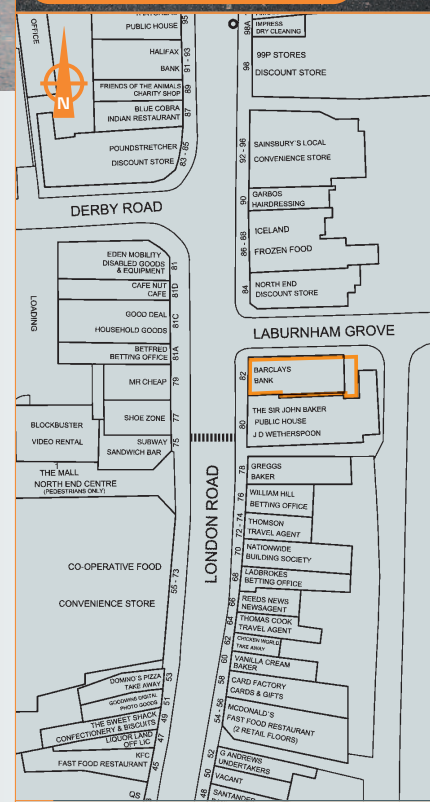 OFFICE
PUBLIC HOUSE
95
HALIFAX
BANK
91 - 93
FRIENDS OF THE ANIMALS
CHARITY SHOP
89
BLUE COBRA
INDIAN RESTAURANT
87
POUNDSTRETCHER
DISCOUNT STORE
83 - 85
N
98A
IMPRESS
DRY CLEANING
99P STORES
DISCOUNT STORE
98
SAINSBURY'S LOCAL
CONVENIENCE STORE
92 - 96
GARBOS
HAIRDRESSING
90
ICELAND
FROZEN FOOD
86 - 88
NORTH END
DISCOUNT STORE
84
DERBY ROAD
LABURNHAM GROVE
EDEN MOBILITY
DISABLED GOODS
& EQUIPMENT
81
CAFE NUT
CAFE
81D
GOOD DEAL
HOUSEHOLD GOODS
81C
BETFRED
BETTING OFFICE
81A
LOADING
MR CHEAP
79
SHOE ZONE
77
BLOCKBUSTER
VIDEO RENTAL
SUBWAY
SANDWICH BAR
75
THE MALL
NORTH END CENTRE
(PEDESTRIANS ONLY)
LONDON ROAD
BARCLAYS
BANK
82
THE SIR JOHN BAKER
PUBLIC HOUSE
J D WETHERSPOON
80
GREGGS
BAKER
78
WILLIAM HILL
BETTING OFFICE
76
THOMSON
TRAVEL AGENT
72 - 74
NATIONWIDE
BUILDING SOCIETY
70
LADBROKES
BETTING OFFICE
68
REEDS NEWS
NEWSAGENT
66
THOMAS COOK
TRAVEL AGENT
64
CHICKEN WORLD
TAKE AWAY
62
VANILLA CREAM
BAKER
60
CARD FACTORY
CARDS & GIFTS
58
MCDONALD'S
FAST FOOD RESTAURANT
(2 RETAIL FLOORS)
54 - 56
G ANDREWS
UNDERTAKERS
52
VACANT
50
SANTANDER
48
CO-OPERATIVE FOOD
CONVENIENCE STORE
55 - 73
DOMINO'S PIZZA
TAKE AWAY
53
GOODWINS DIGITAL
PHOTO GOODS
51
THE SWEET SHACK
CONFECTIONERY & BISCUITS
49
LIQUOR LAND
OFF LIC
47
KFC
FAST FOOD RESTAURANT
45
QS